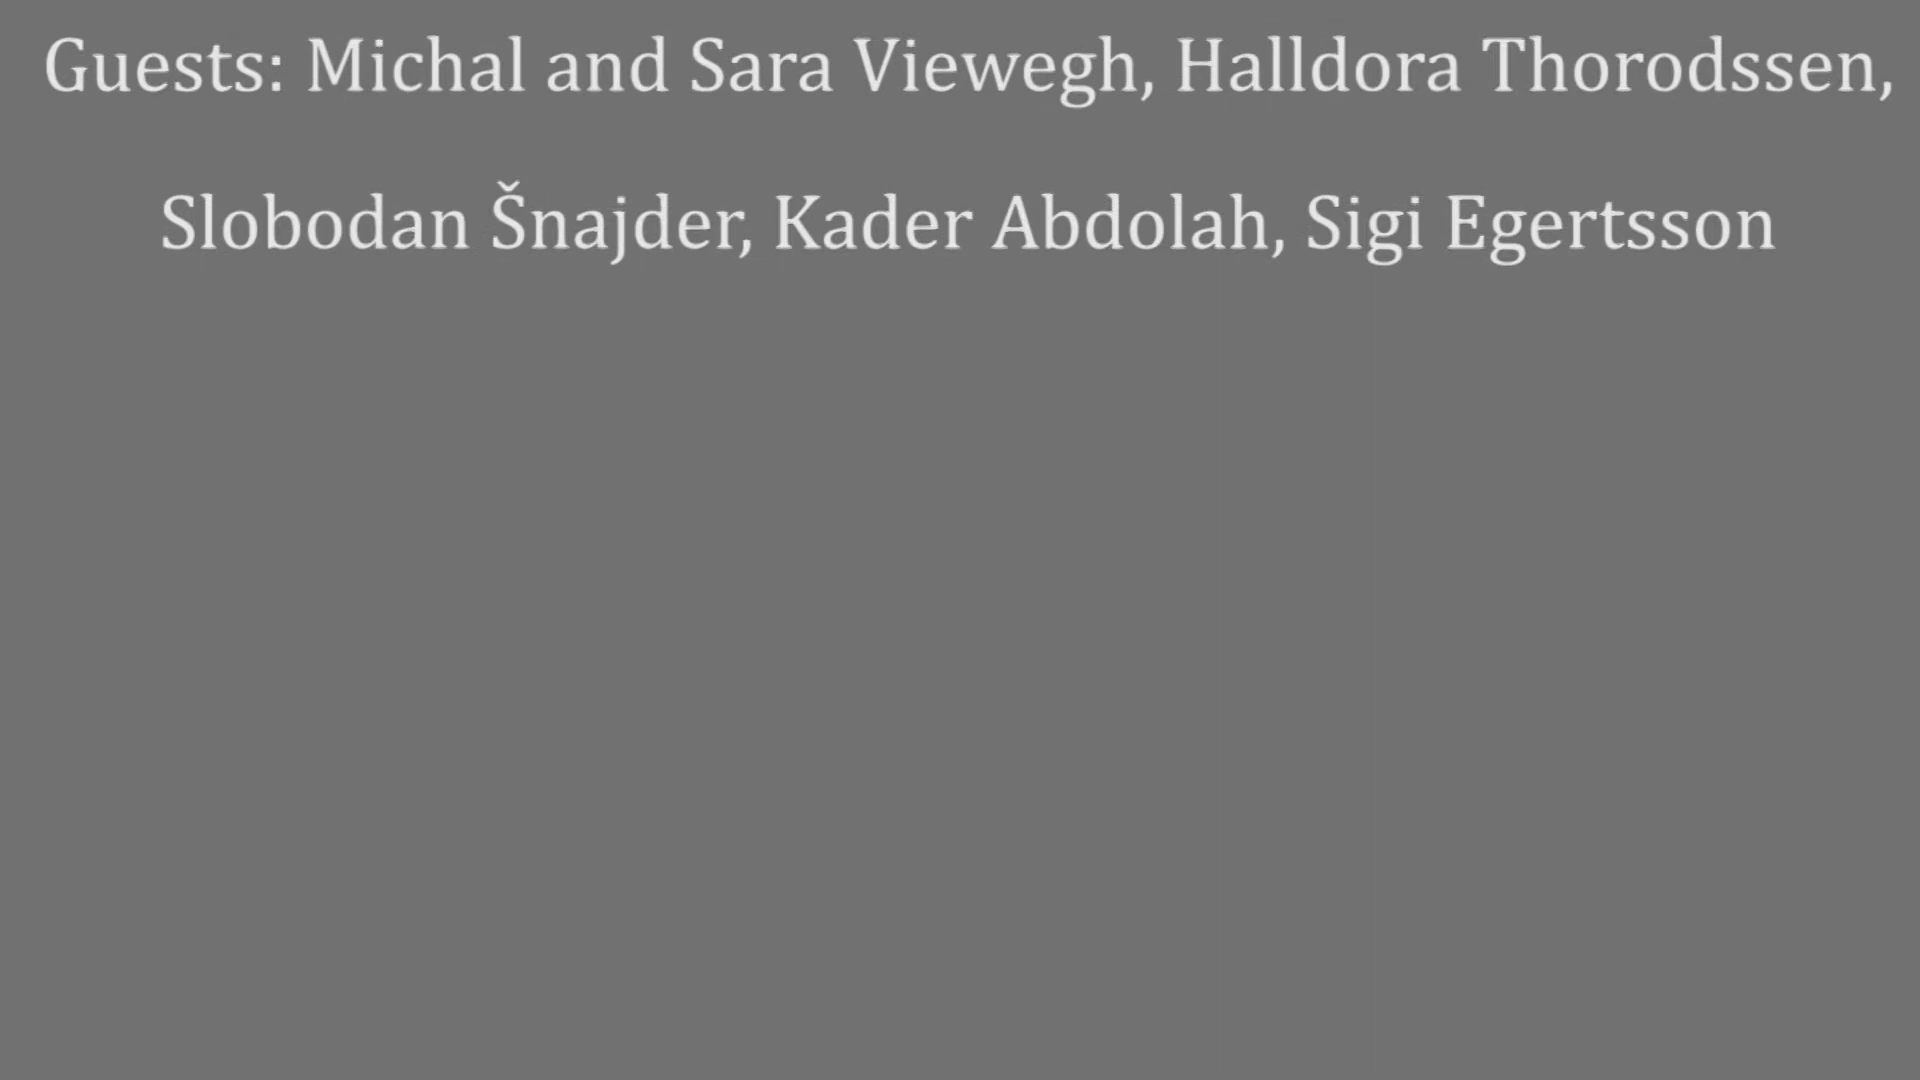 Guests: Michal and Sara Viewegh, Halldora Thorodssen,
Slobodan Šnajder, Kader Abdolah, Sigi Egertsson